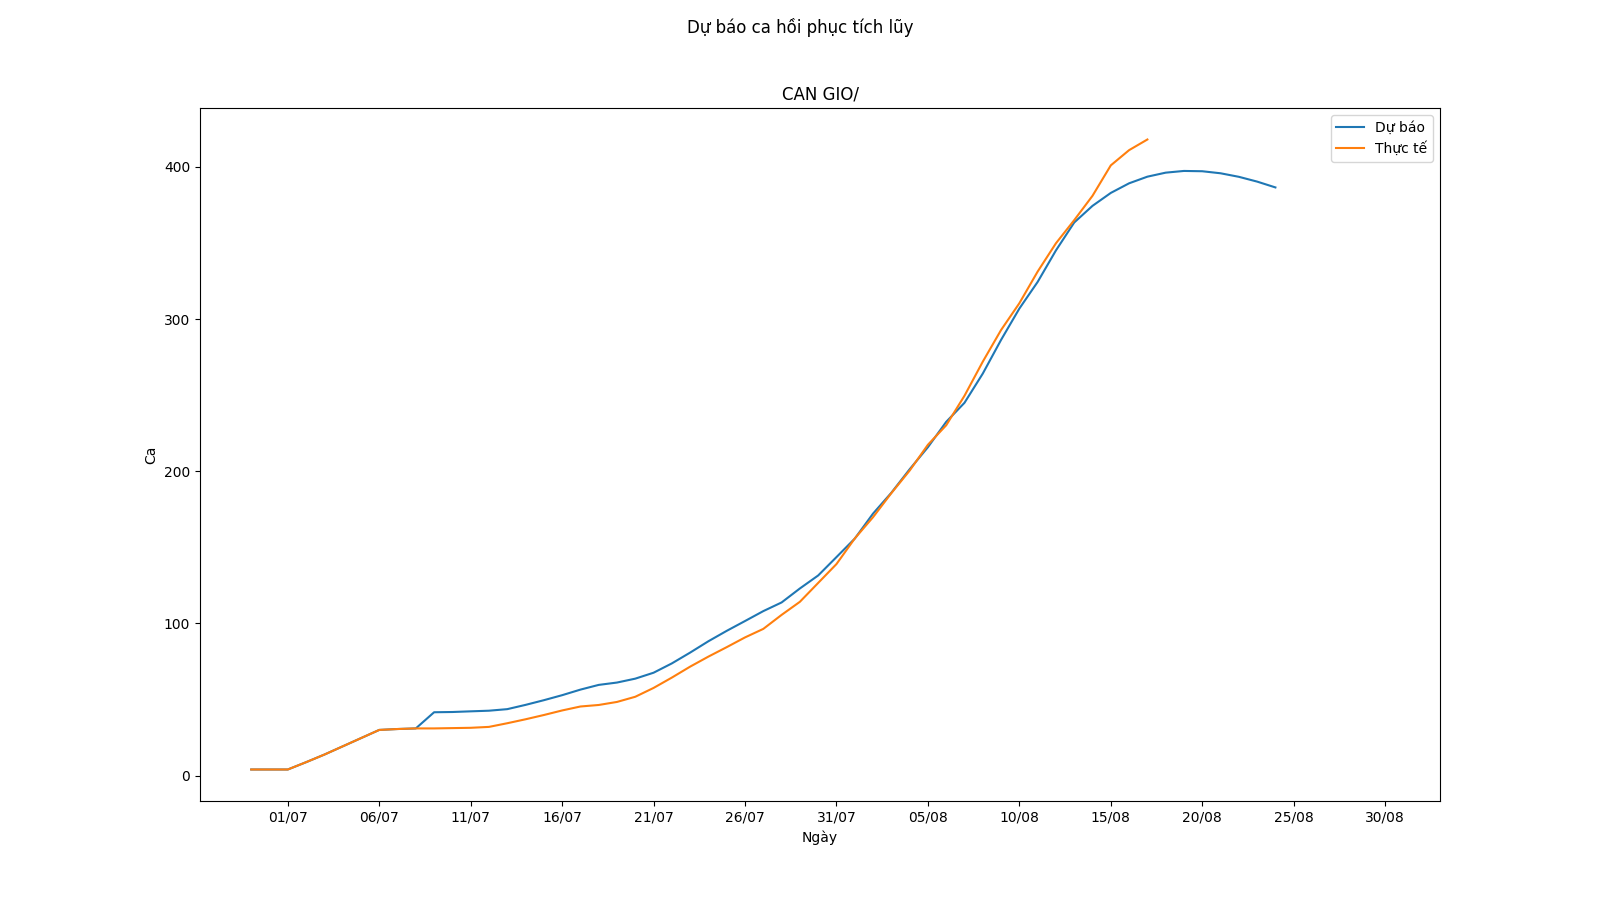 Dự báo ca hồi phục tích lũy
CAN GIO/
Dự báo
Thực tế
400
300
200
100
0
Ca
01/07 06/07 11/07 16/07 21/07 26/07 31/07 05/08 10/08 15/08 20/08 25/08 30/08
Ngày